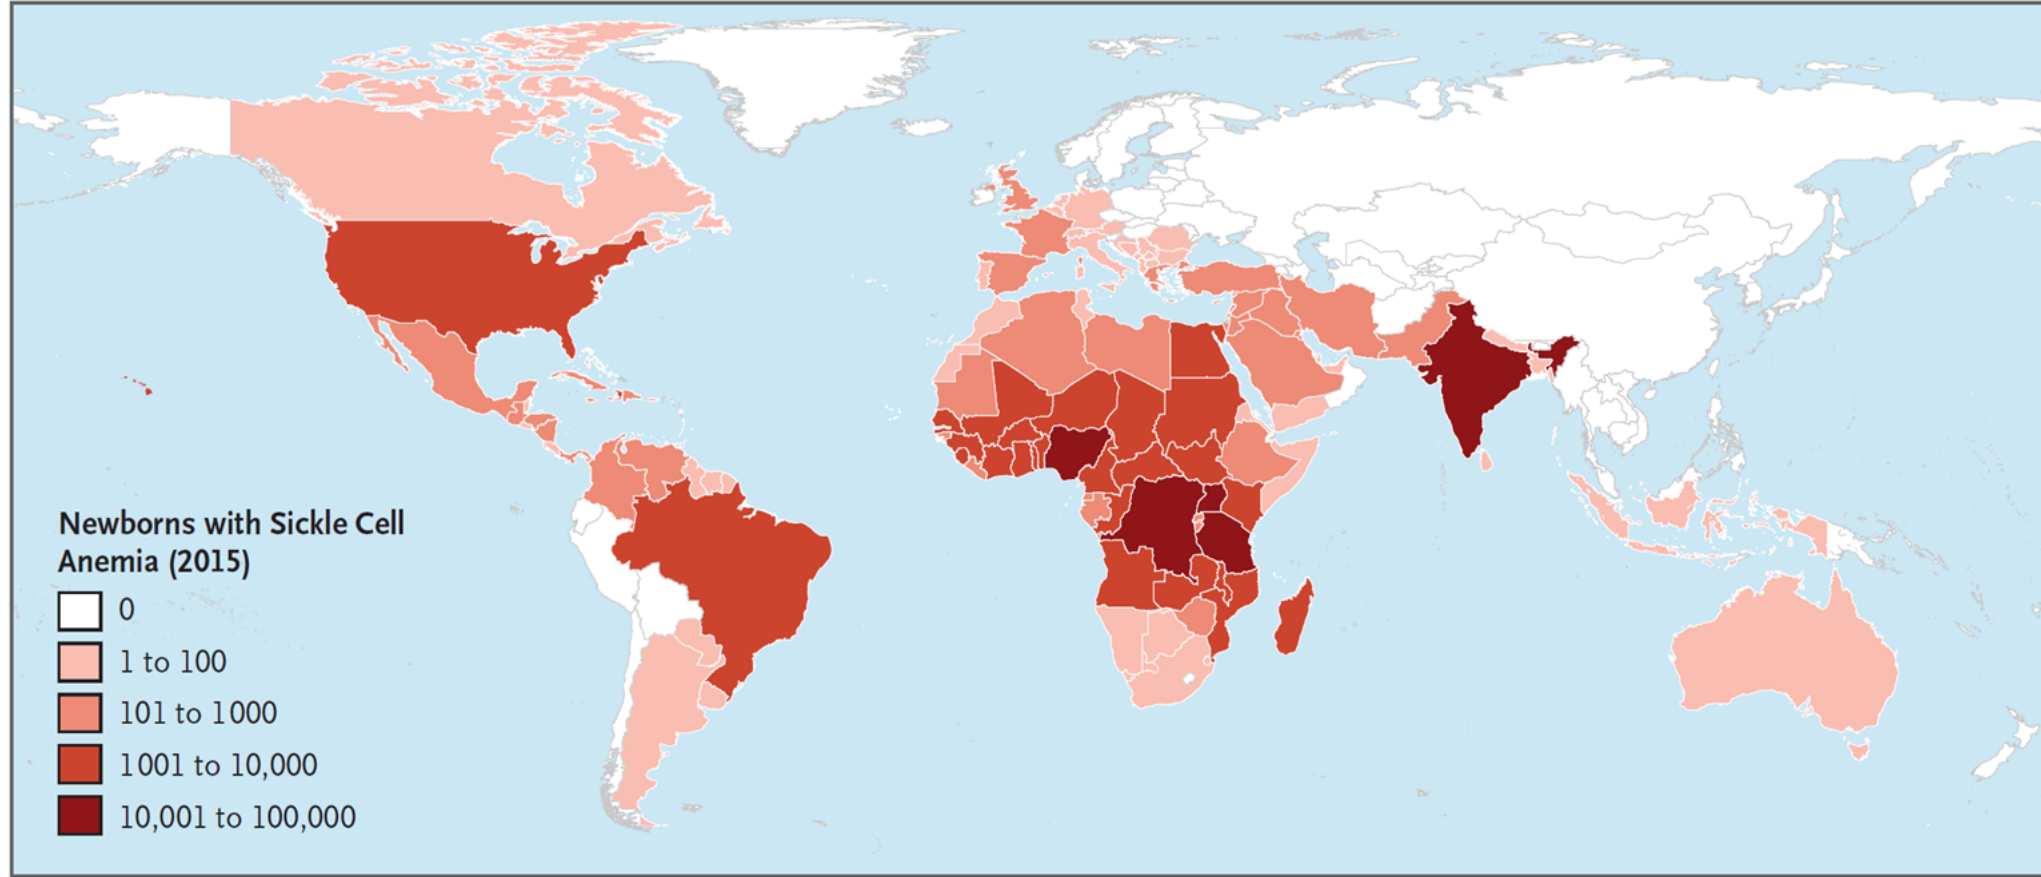 Newborns with Sickle Cell
Anemia (2015)
0
1 to 100
101 to 1000
1001 to 10,000
10,001 to 100,000